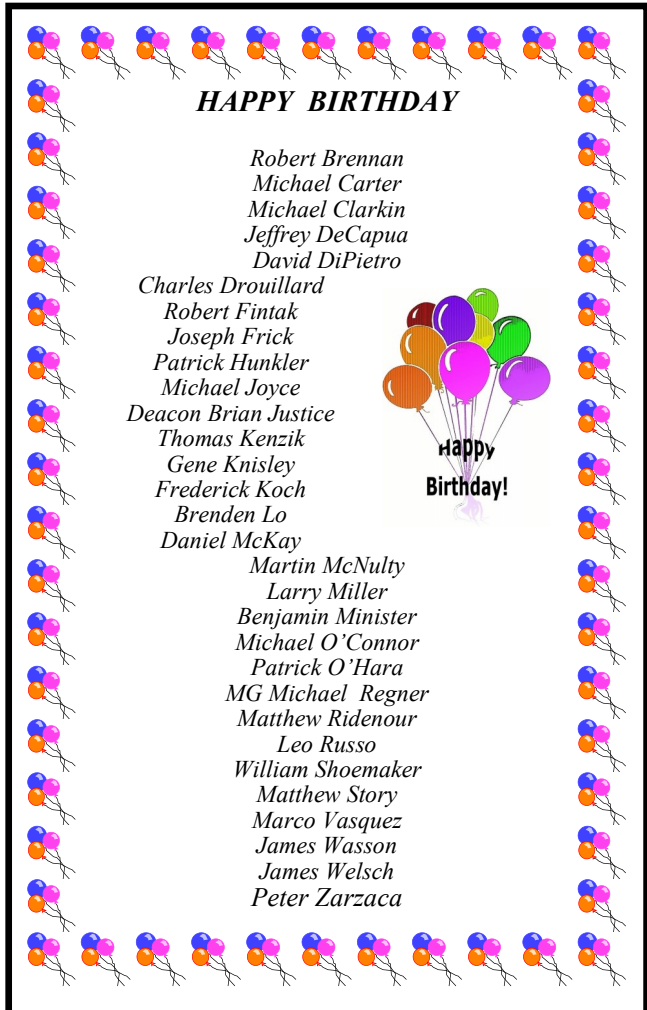 HAPPY BIRTHDAY
Robert Brennan
Michael Carter
Michael Clarkin
Jeffrey DeCapua
David DiPietro
Charles Drouillard
Robert Fintak
Joseph Frick
Patrick Hunkler
Michael Joyce
Deacon Brian Justice
Thomas Kenzik
Gene Knisley
Frederick Koch
Brenden Lo
Daniel McKay
Happy
Birthday!
Martin McNulty
Larry Miller
Benjamin Minister
Michael O’Connor
Patrick O’Hara
MG Michael Regner
Matthew Ridenour
Leo Russo
William Shoemaker
Matthew Story
Marco Vasquez
James Wasson
James Welsch
Peter Zarzaca